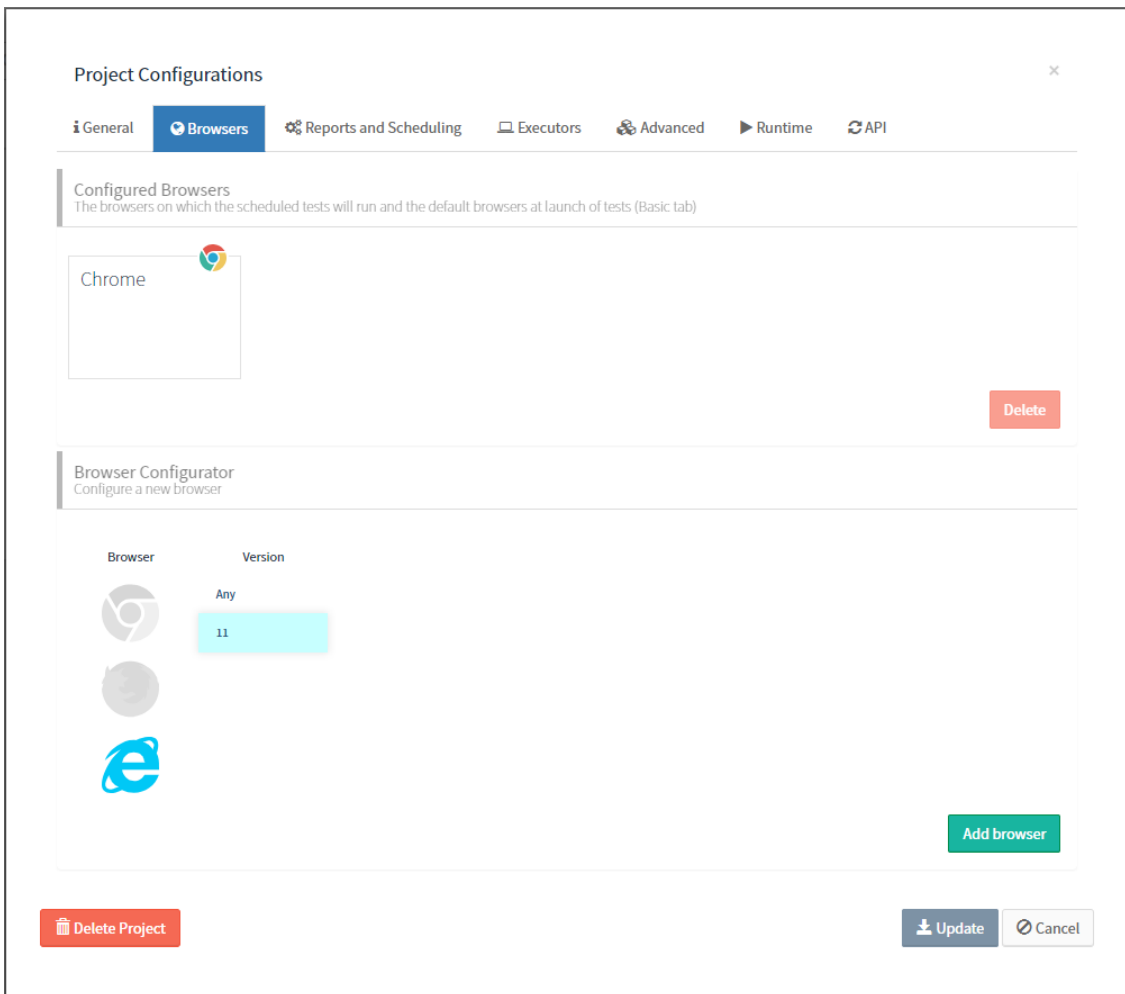 Project Configurations
×
General Browsers Reports and Scheduling Executors Advanced Runtime API
Configured Browsers
The browsers on which the scheduled tests will run and the default browsers at launch of tests (Basic tab)
Chrome
Delete
Browser Configurator
Configure a new browser
Browser Version
Any
11
Add browser
Delete Project Update Cancel